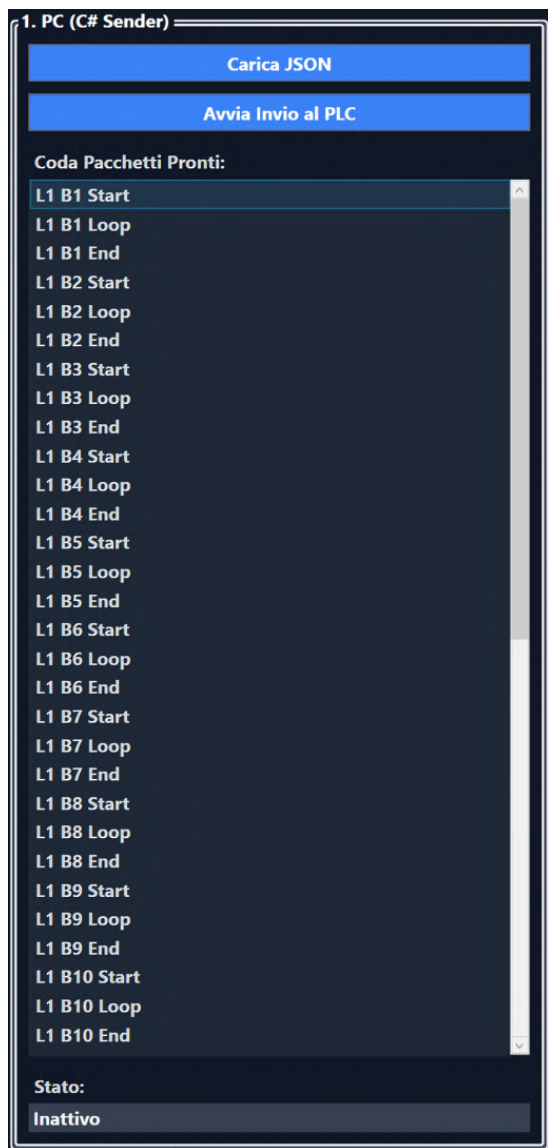 1. PC (C# Sender)
Carica JSON
Avvia Invio al PLC
Coda Pacchetti Pronti:
L1 B1 Start
L1 B1 Loop
L1 B1 End
L1 B2 Start
L1 B2 Loop
L1 B2 End
L1 B3 Start
L1 B3 Loop
L1 B3 End
L1 B4 Start
L1 B4 Loop
L1 B4 End
L1 B5 Start
L1 B5 Loop
L1 B5 End
L1 B6 Start
L1 B6 Loop
L1 B6 End
L1 B7 Start
L1 B7 Loop
L1 B7 End
L1 B8 Start
L1 B8 Loop
L1 B8 End
L1 B9 Start
L1 B9 Loop
L1 B9 End
L1 B10 Start
L1 B10 Loop
L1 B10 End
Stato:
Inattivo